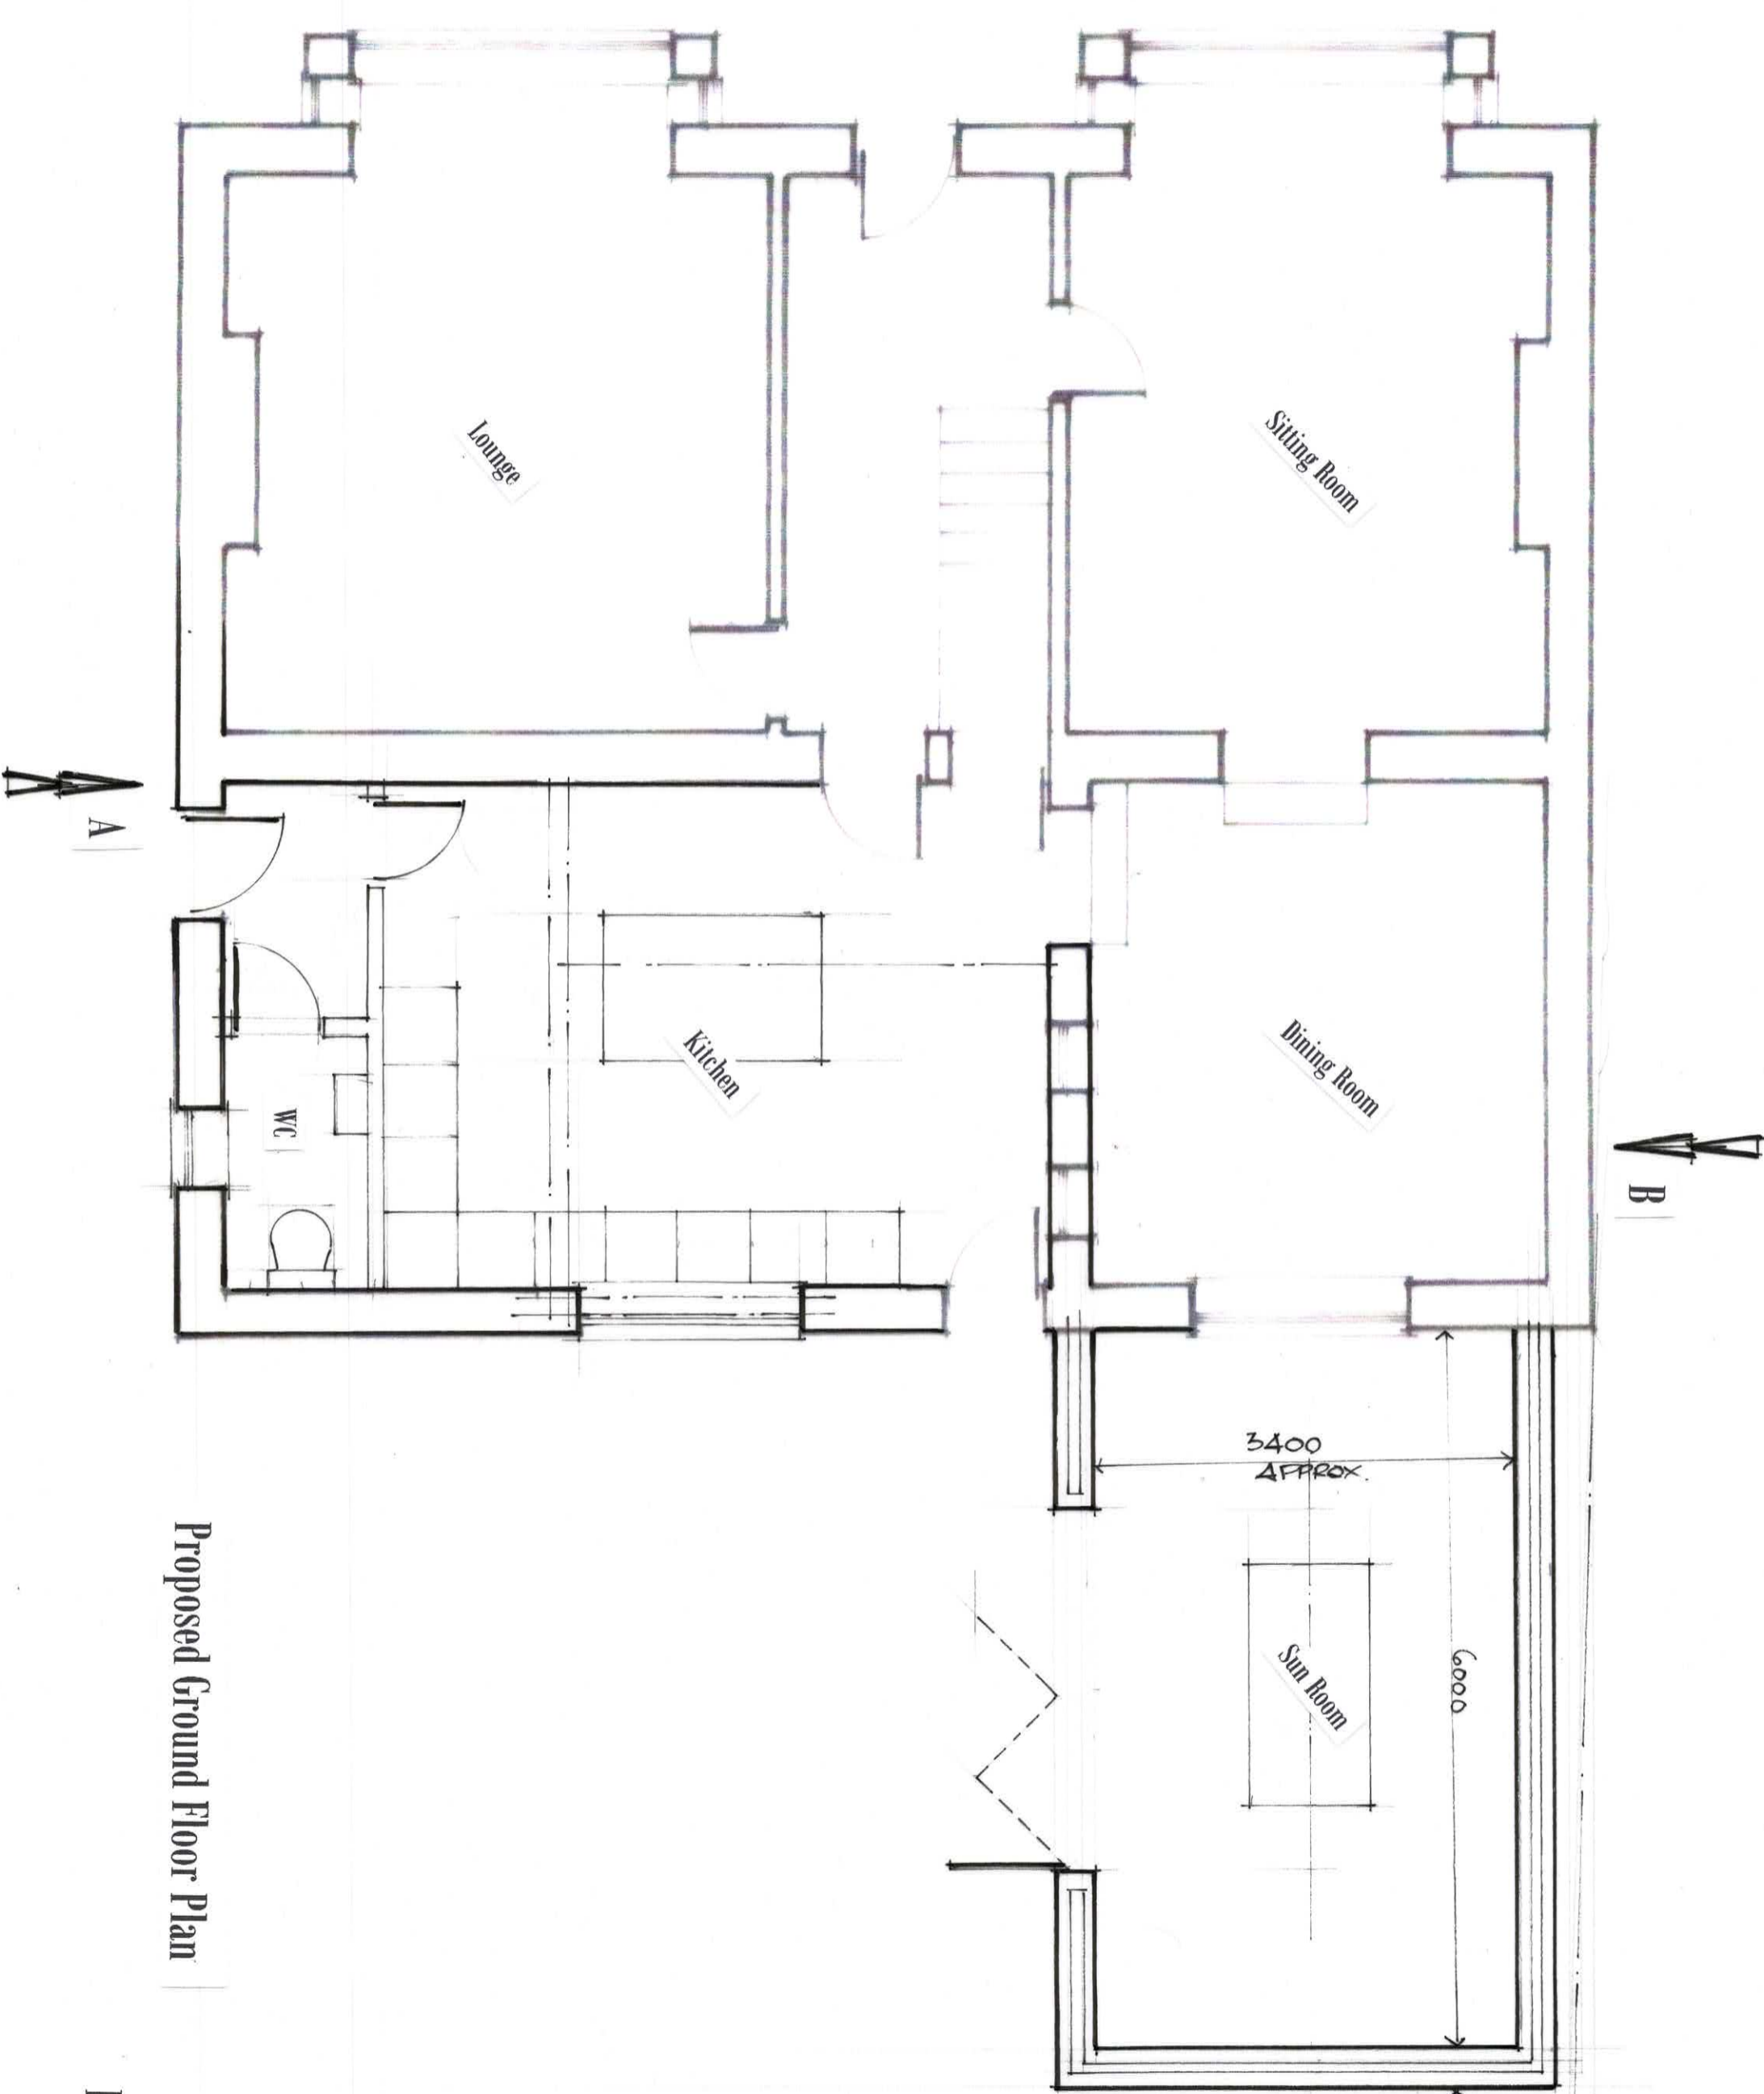 Lounge
Sitting Room
A
Kitchen
Dining Room
WC
B
3400
APPROX.
6000
Sun Room
Proposed Ground Floor Plan